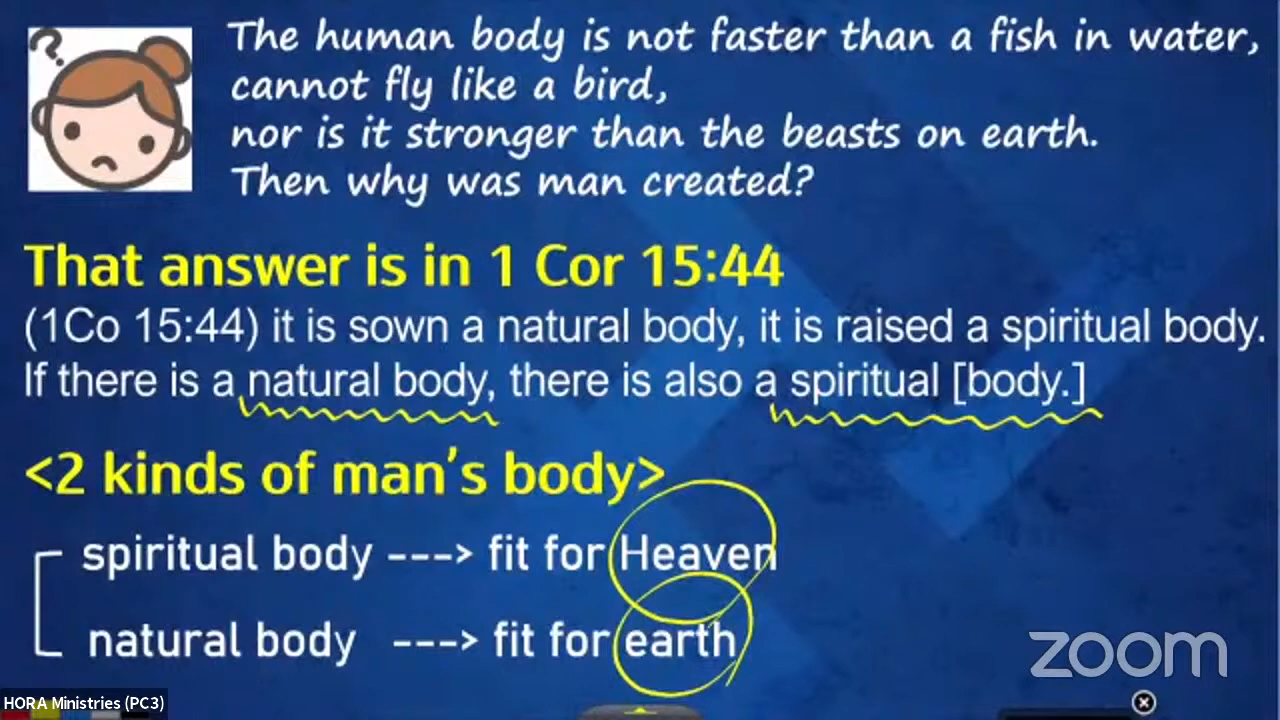 ?
The human body is not faster than a fish in water,
cannot fly like a bird,
nor is it stronger than the beasts on earth.
Then why was man created?
That answer is in 1 Cor 15:44
(1Co 15:44) it is sown a natural body, it is raised a spiritual body.
If there is a natural body, there is also a spiritual [body.]
<2 kinds of man's body>
spiritual body ---> fit for Heaven
natural body ---> fit for earth
zoom
HORA Ministries (PC3)